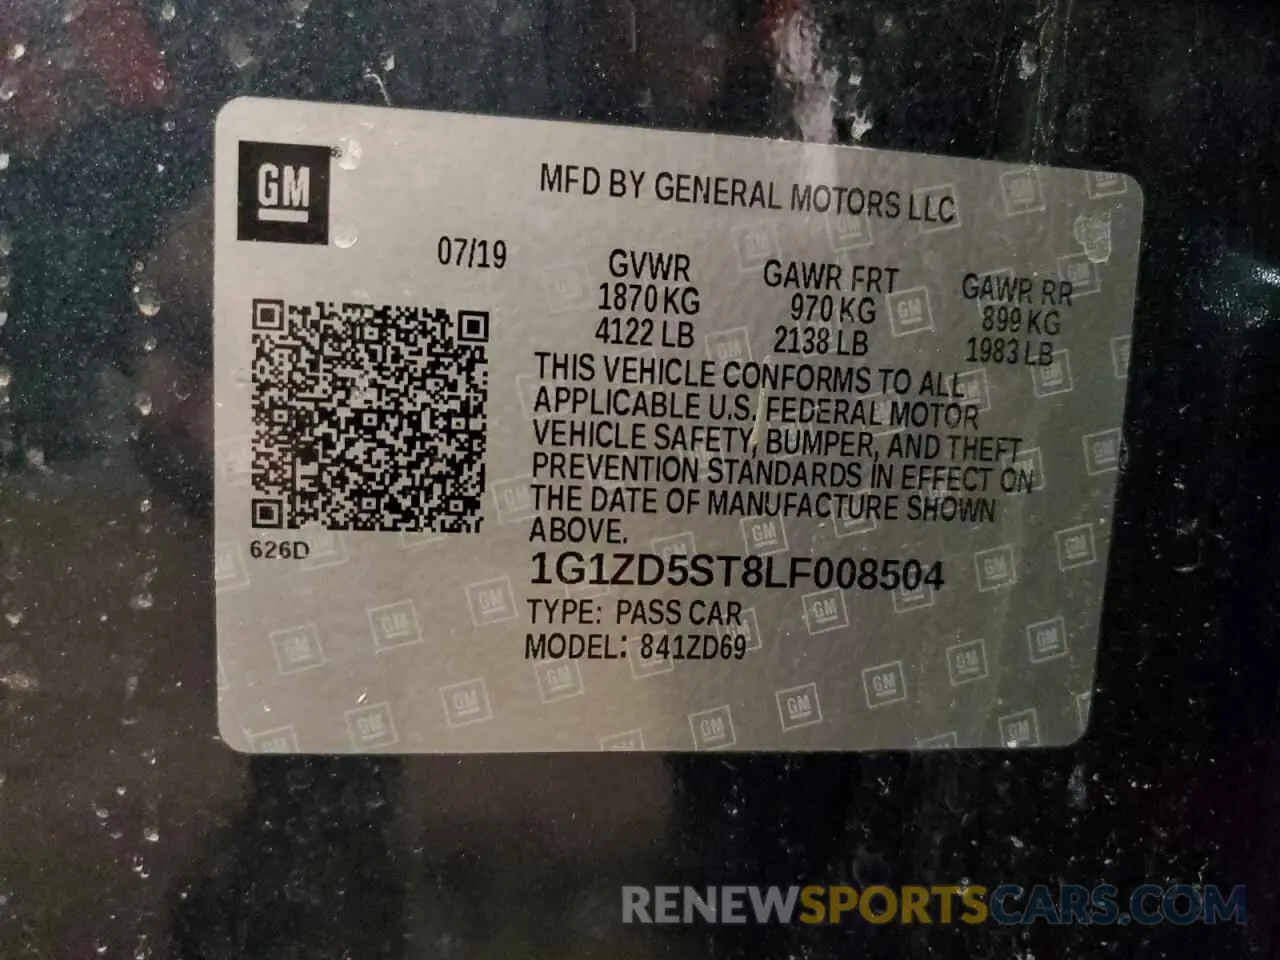 GM
MFD BY GENERAL MOTORS LLC
07/19
GVWR GAWR FRT GAWR RR
1870 KG 970 KG 899 KG
4122 LB 2138 LB 1983 LB
THIS VEHICLE CONFORMS TO ALL
APPLICABLE U.S. FEDERAL MOTOR
VEHICLE SAFETY, BUMPER, AND THEFT
PREVENTION STANDARDS IN EFFECT ON
THE DATE OF MANUFACTURE SHOWN
ABOVE.
626D
1G1ZD5ST8LF008504
TYPE: PASS CAR
MODEL: 841ZD69
RENEWSPORTSCARS.COM